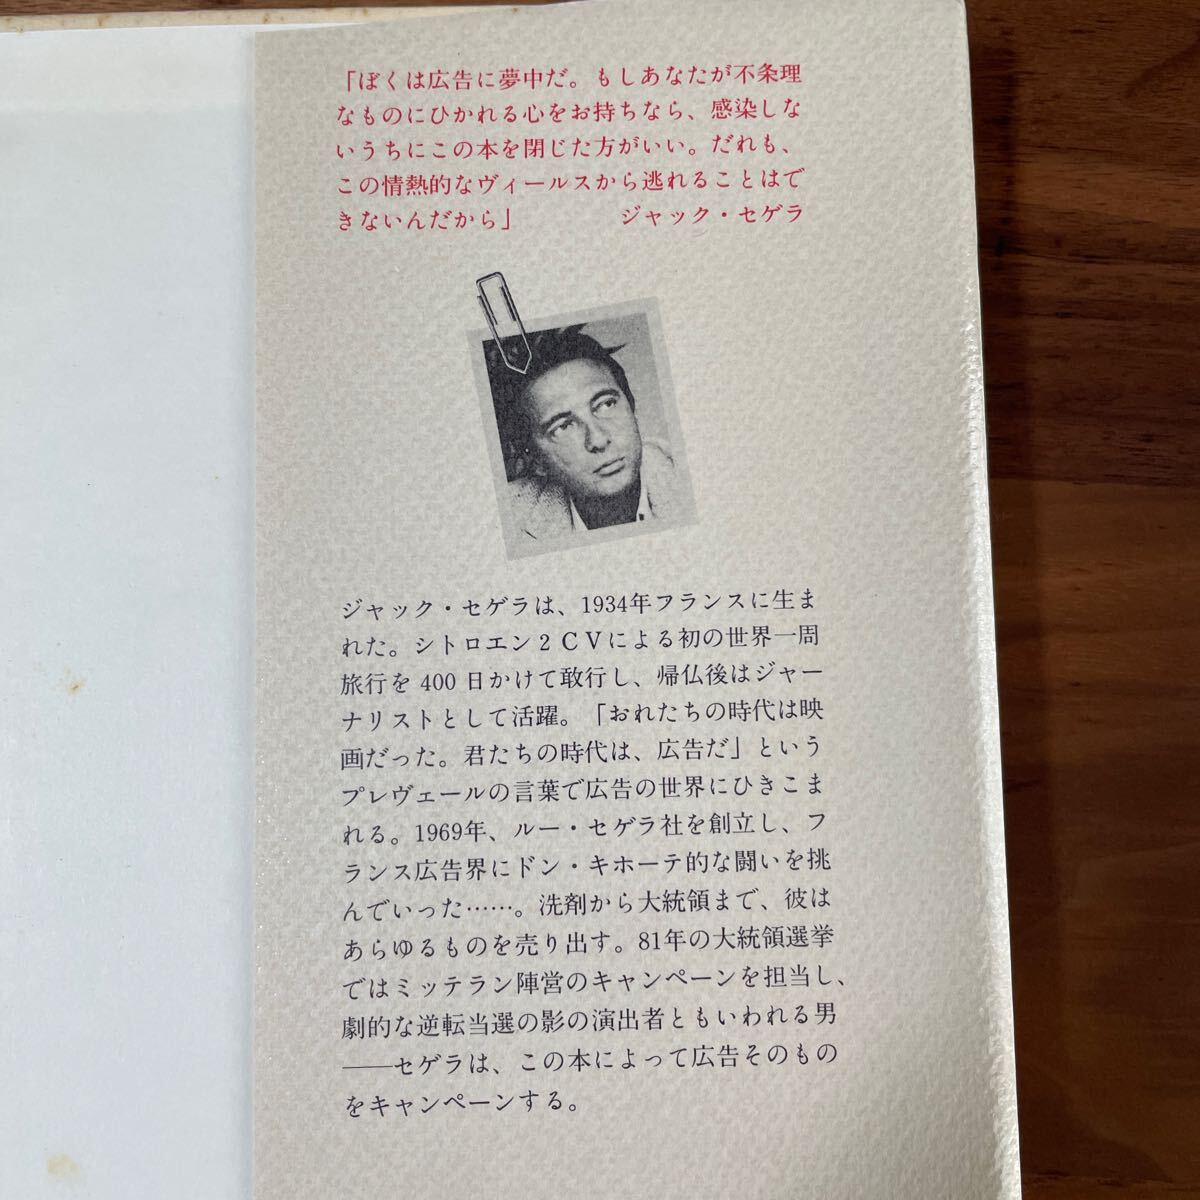 「ぼくは広告に夢中だ。もしあなたが不条理
なものにひかれる心をお持ちなら、感染しな
いうちにこの本を閉じた方がいい。だれも、
この情熱的なヴィールスから逃れることはで
きないんだから」　　　ジャック・セゲラ
ジャック・セゲラは、1934年フランスに生ま
れた。シトロエン2CVによる初の世界一周
旅行を400日かけて敢行し、帰仏後はジャー
ナリストとして活躍。「おれたちの時代は映
画だった。君たちの時代は、広告だ」という
プレヴェールの言葉で広告の世界にひきこま
れる。1969年、ルー・セゲラ社を創立し、フ
ランス広告界にドン・キホーテ的な闘いを挑
んでいった……。洗剤から大統領まで、彼は
あらゆるものを売り出す。81年の大統領選挙
ではミッテラン陣営のキャンペーンを担当し、
劇的な逆転当選の影の演出者ともいわれる男
──セゲラは、この本によって広告そのもの
をキャンペーンする。